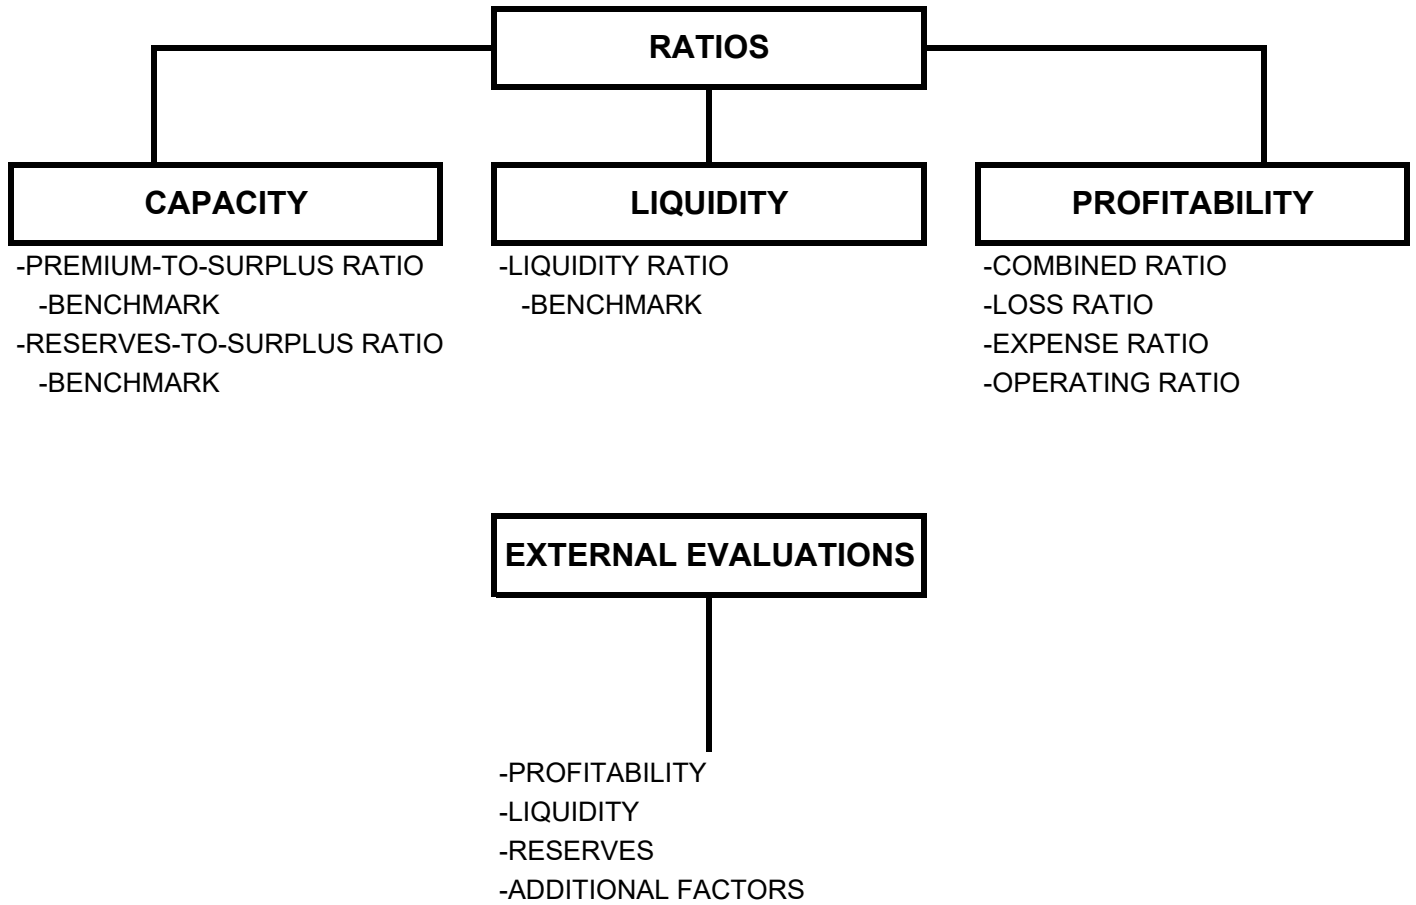 RATIOS
CAPACITY
-PREMIUM-TO-SURPLUS RATIO
-BENCHMARK
-RESERVES-TO-SURPLUS RATIO
-BENCHMARK
LIQUIDITY
-LIQUIDITY RATIO
-BENCHMARK
PROFITABILITY
-COMBINED RATIO
-LOSS RATIO
-EXPENSE RATIO
-OPERATING RATIO
EXTERNAL EVALUATIONS
-PROFITABILITY
-LIQUIDITY
-RESERVES
-ADDITIONAL FACTORS